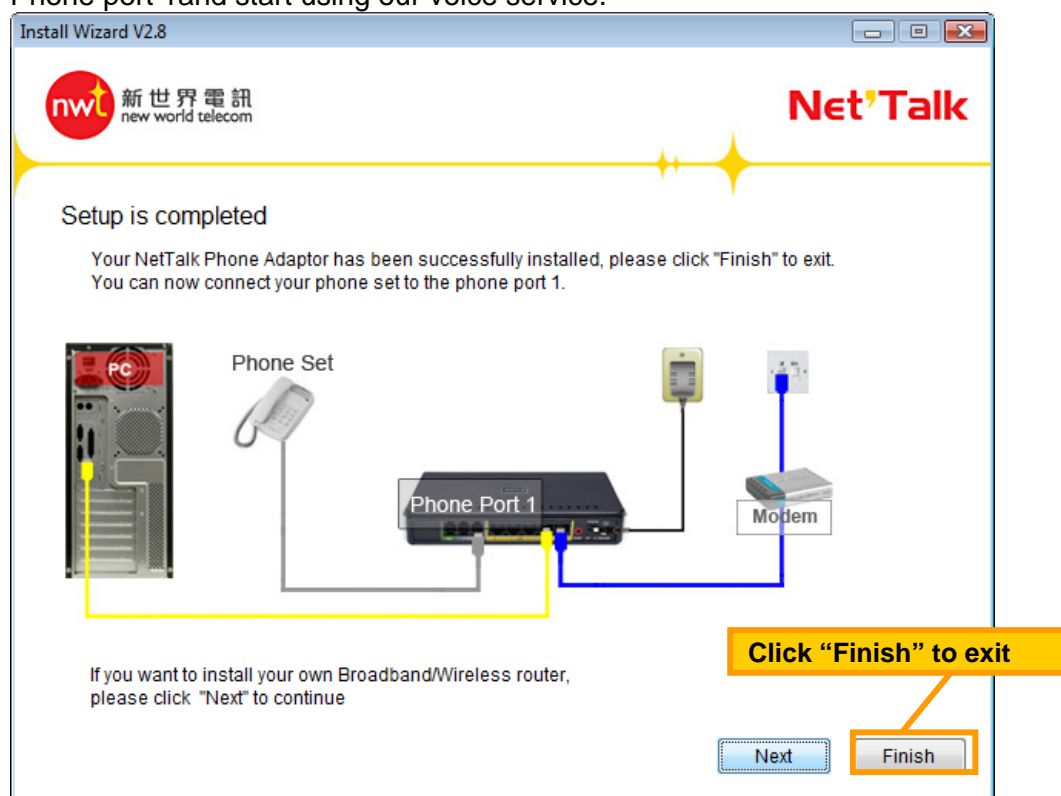 Phone port 1and start using our voice service.
Install Wizard V2.8
nwt 新世界電訊
new world telecom
Net'Talk
Setup is completed
Your NetTalk Phone Adaptor has been successfully installed, please click "Finish" to exit.
You can now connect your phone set to the phone port 1.
PC
Phone Set
Phone Port 1
Modem
Click “Finish” to exit
If you want to install your own Broadband/Wireless router,
please click "Next" to continue
Next
Finish